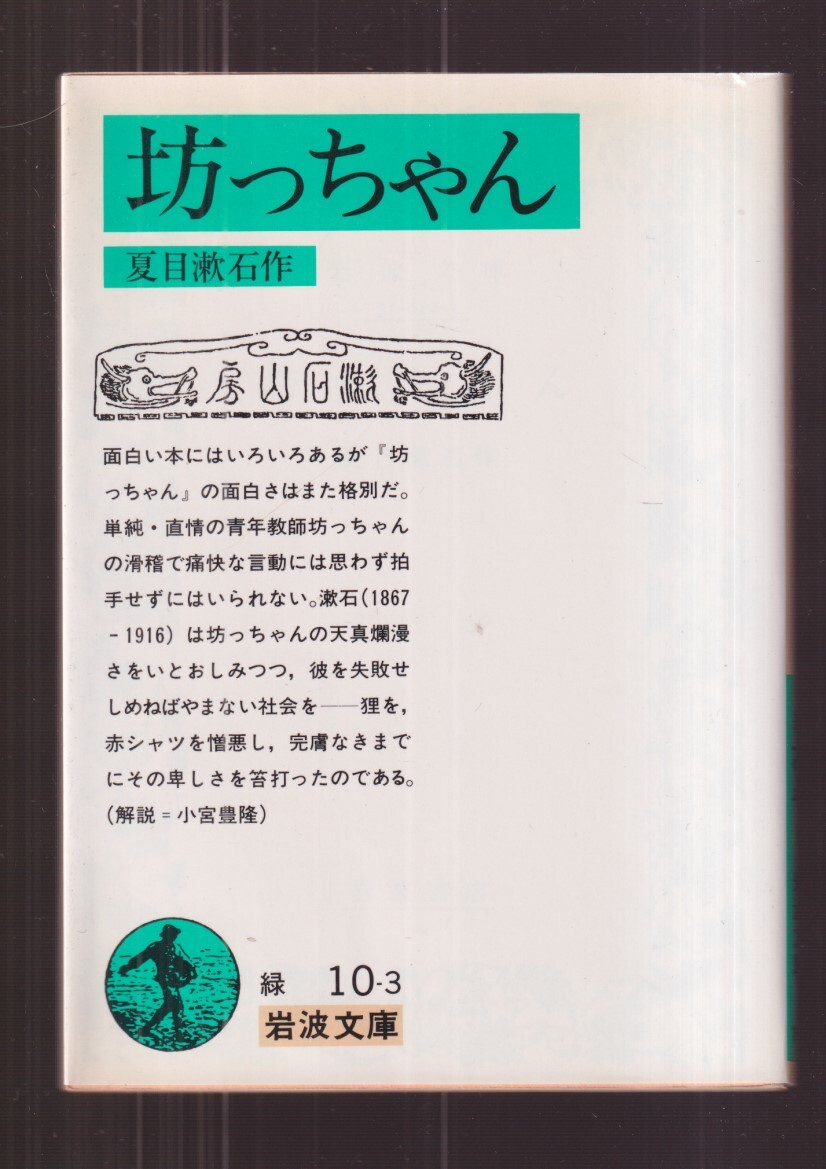 坊っちゃん
夏目漱石作
漱石山房
面白い本にはいろいろあるが『坊
っちゃん』の面白さはまた格別だ。
単純・直情の青年教師坊っちゃん
の滑稽で痛快な言動には思わず拍
手せずにはいられない。漱石(1867
-1916)は坊っちゃんの天真爛漫
さをいとおしみつつ，彼を失敗せ
しめねばやまない社会を――狸を，
赤シャツを憎悪し，完膚なきまで
にその卑しさを笞打ったのである。
(解説=小宮豊隆)
緑 10-3
岩波文庫